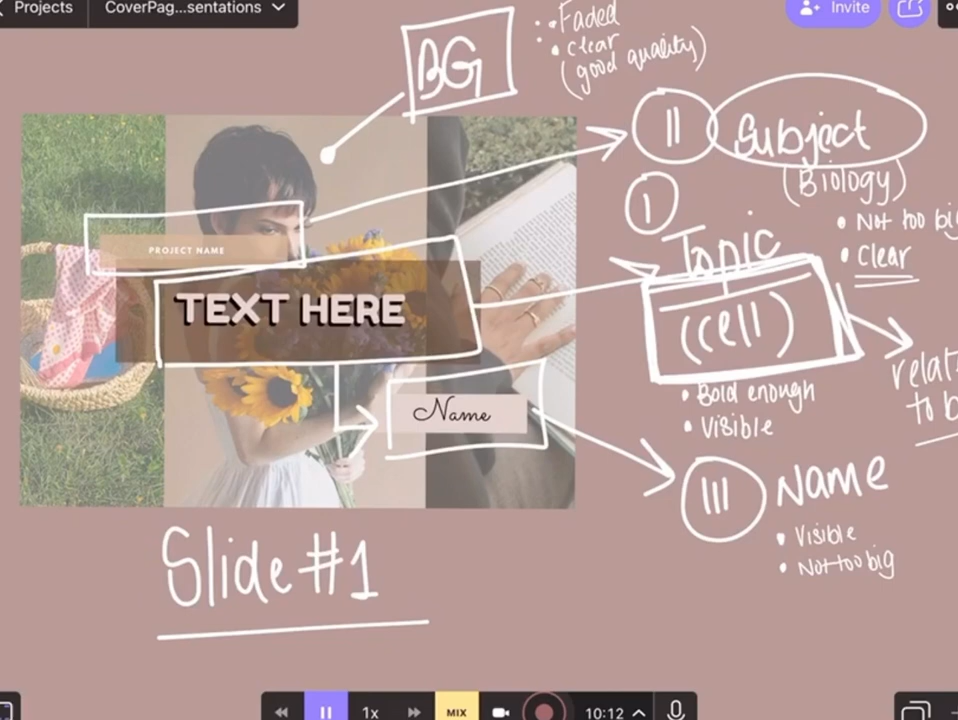 Projects
CoverPag...sentations
Invite
BG
Faded
clear
(good quality)
II
Subject
(Biology)
Not too big
Clear
I
Topic
(cell)
Bold enough
Visible
relat
to b
PROJECT NAME
TEXT HERE
Name
III
Name
Visible
Not too big
Slide #1
1x
MIX
10:12